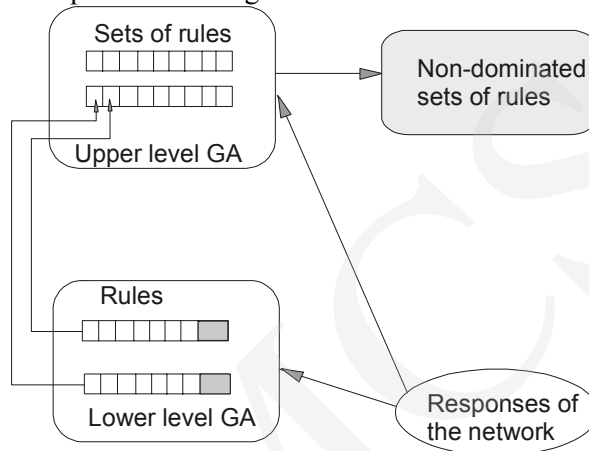 Sets of rules
Non-dominated
sets of rules
Upper level GA
Rules
Lower level GA
Responses of
the network